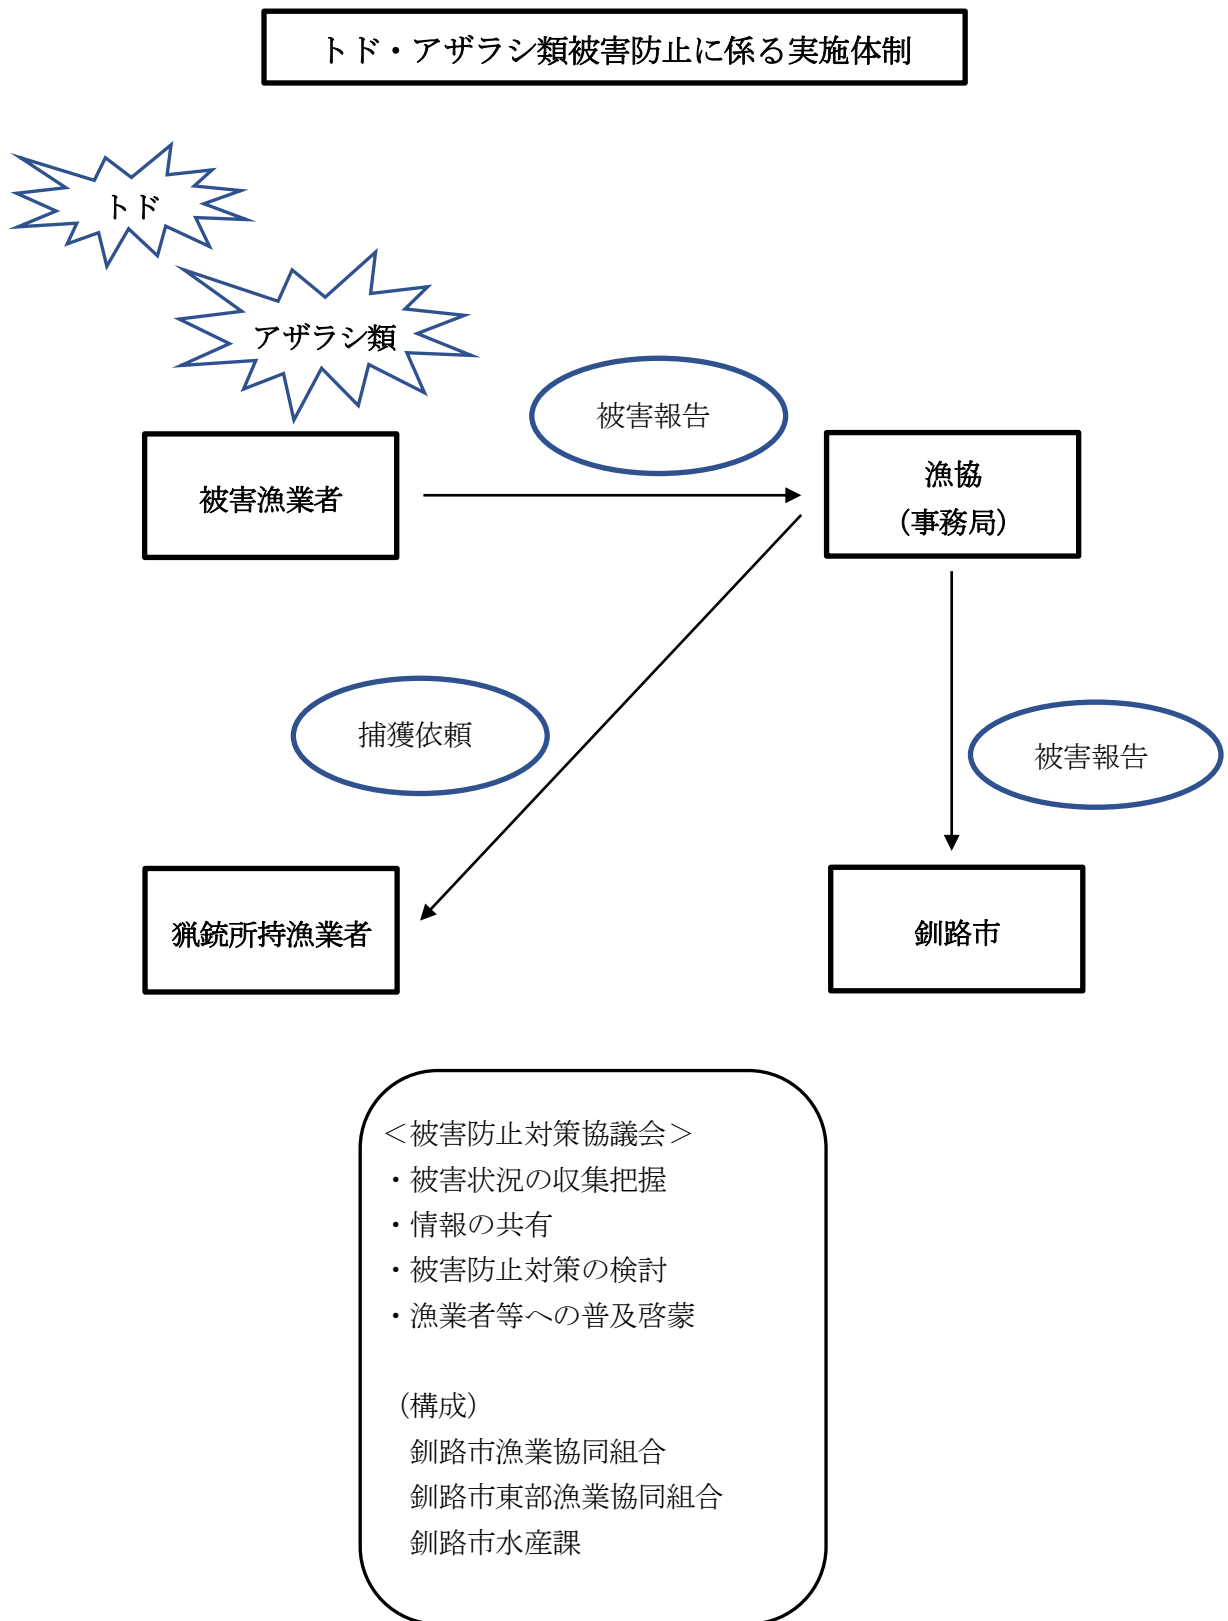 トド・アザラシ類被害防止に係る実施体制
トド
アザラシ類
被害報告
被害漁業者
漁協
（事務局）
捕獲依頼
被害報告
猟銃所持漁業者
釧路市
＜被害防止対策協議会＞
・被害状況の収集把握
・情報の共有
・被害防止対策の検討
・漁業者等への普及啓蒙
（構成）
釧路市漁業協同組合
釧路市東部漁業協同組合
釧路市水産課